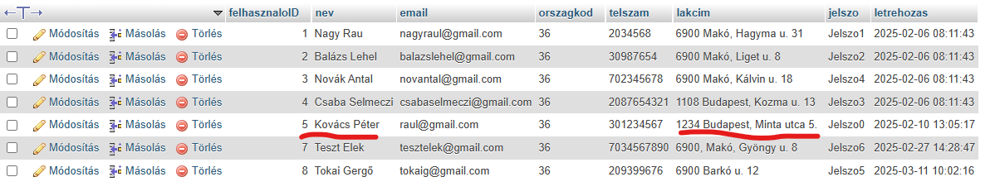 felhasznaloID nev email orszagkod telszam lakcim jelszo letrehozas
Módosítás Másolás Törlés 1 Nagy Rau nagyraul@gmail.com 36 2034568 6900 Makó, Hagyma u. 31 Jelszo1 2025-02-06 08:11:43
Módosítás Másolás Törlés 2 Balázs Lehel balazslehel@gmail.com 36 30987654 6900 Makó, Liget u. 8 Jelszo2 2025-02-06 08:11:43
Módosítás Másolás Törlés 3 Novák Antal novantal@gmail.com 36 702345678 6900 Makó, Kálvin u. 18 Jelszo4 2025-02-06 08:11:43
Módosítás Másolás Törlés 4 Csaba Selmeczi csabaselmeczi@gmail.com 36 2087654321 1108 Budapest, Kozma u. 13 Jelszo3 2025-02-06 08:11:43
Módosítás Másolás Törlés 5 Kovács Péter raul@gmail.com 36 301234567 1234 Budapest, Minta utca 5. Jelszo0 2025-02-10 13:05:17
Módosítás Másolás Törlés 7 Teszt Elek tesztelek@gmail.com 36 7034567890 6900, Makó, Gyöngy u. 8 Jelszo6 2025-02-27 14:28:47
Módosítás Másolás Törlés 8 Tokai Gergő tokaig@gmail.com 36 209399676 6900 Barkó u. 12 Jelszo5 2025-03-11 10:02:16